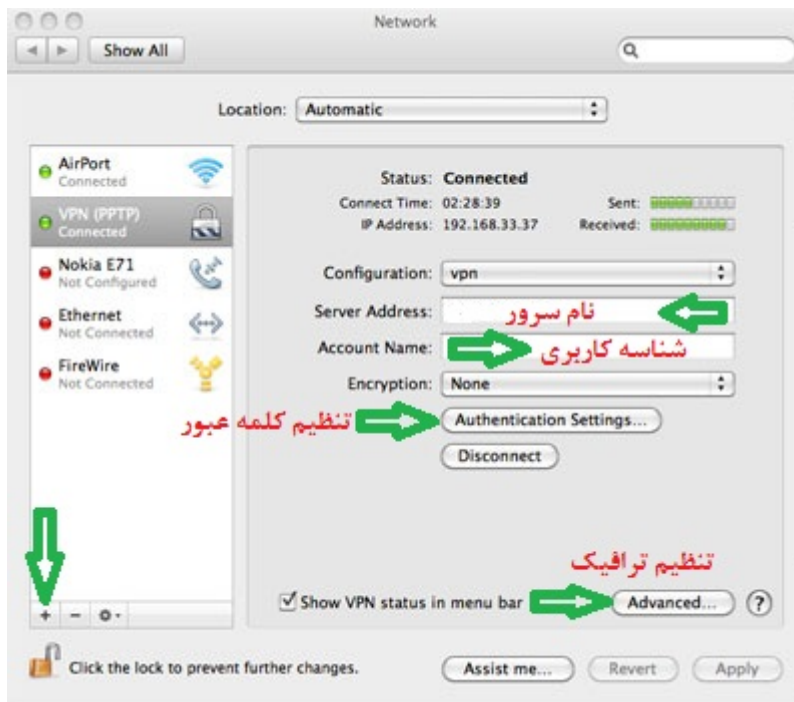 Network
Show All
Location: Automatic
AirPort
Connected
VPN (PPTP)
Connected
Nokia E71
Not Configured
Ethernet
Not Connected
FireWire
Not Connected
Status: Connected
Connect Time: 02:28:39 Sent:
IP Address: 192.168.33.37 Received:
Configuration: vpn
Server Address: نام سرور
Account Name: شناسه کاربری
Encryption: None
تنظیم کلمه عبور Authentication Settings...
Disconnect
تنظیم ترافیک
Show VPN status in menu bar Advanced... ?
+ −
Click the lock to prevent further changes. Assist me... Revert Apply